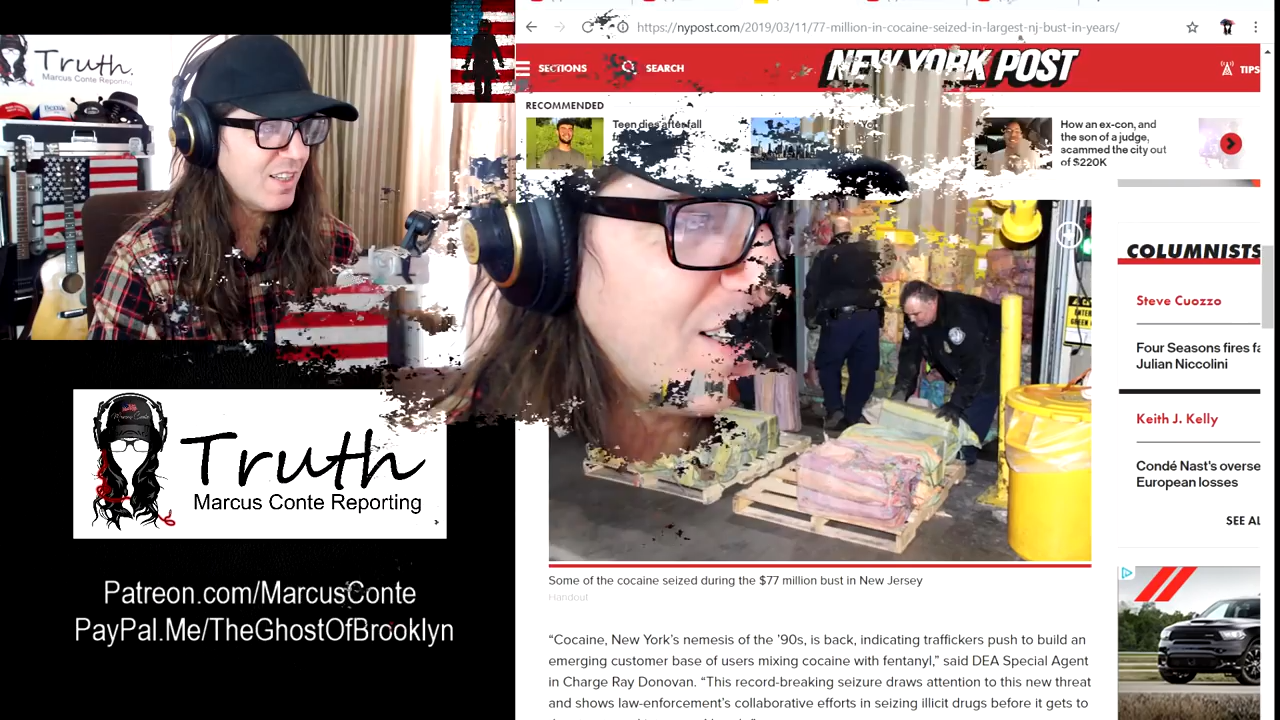 Truth.
Marcus Conte Reporting
Truth
Marcus Conte Reporting
Patreon.com/MarcusConte
PayPal.Me/TheGhostOfBrooklyn
https://nypost.com/2019/03/11/77-million-in-cocaine-seized-in-largest-nj-bust-in-years/
SECTIONS
SEARCH
NEW YORK POST
TIPS
RECOMMENDED
Teen dies after fall
How an ex-con, and
the son of a judge,
scammed the city out
of $220K
COLUMNISTS
Steve Cuozzo
Four Seasons fires fa
Julian Niccolini
Keith J. Kelly
Condé Nast's overse
European losses
SEE AL
Some of the cocaine seized during the $77 million bust in New Jersey
Handout
“Cocaine, New York’s nemesis of the ’90s, is back, indicating traffickers push to build an
emerging customer base of users mixing cocaine with fentanyl,” said DEA Special Agent
in Charge Ray Donovan. “This record-breaking seizure draws attention to this new threat
and shows law-enforcement’s collaborative efforts in seizing illicit drugs before it gets to